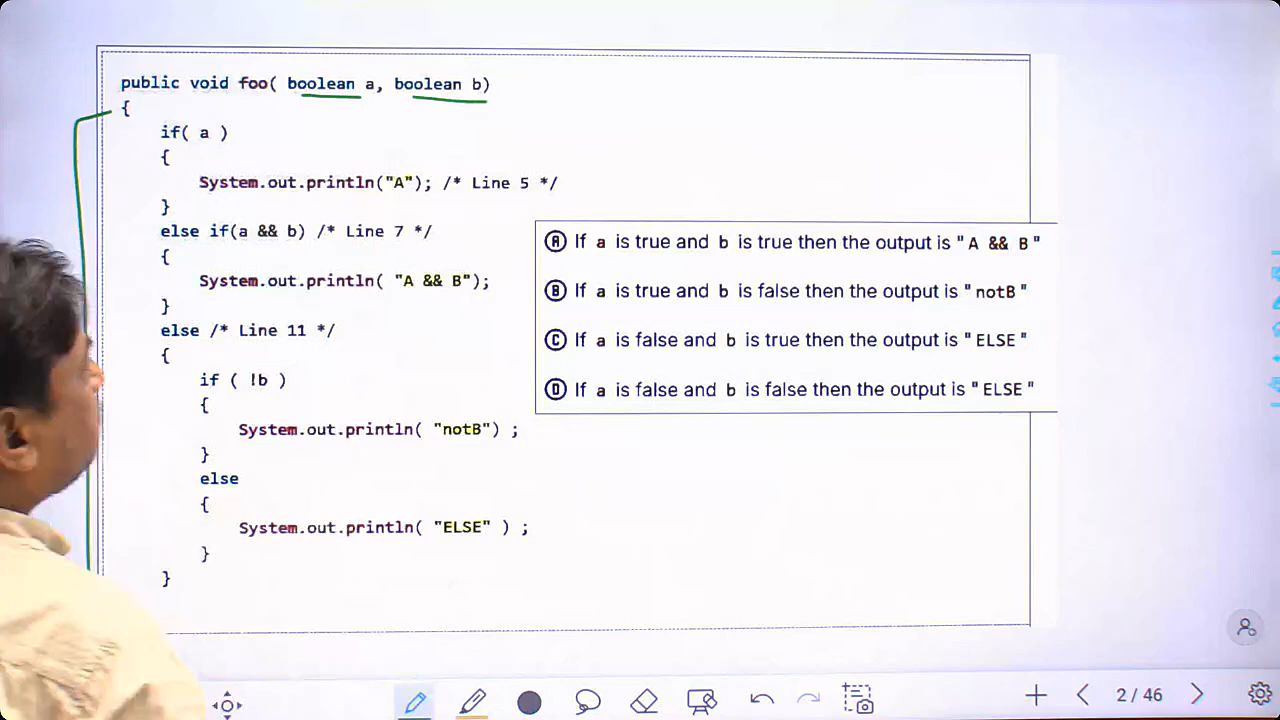 public void foo( boolean a, boolean b)
{
if( a )
{
System.out.println("A"); /* Line 5 */
}
else if(a && b) /* Line 7 */
{
System.out.println( "A && B");
}
else /* Line 11 */
{
if ( !b )
{
System.out.println( "notB") ;
}
else
{
System.out.println( "ELSE" ) ;
}
}
A If a is true and b is true then the output is "A && B"
B If a is true and b is false then the output is "notB"
C If a is false and b is true then the output is "ELSE"
D If a is false and b is false then the output is "ELSE"
2 / 46